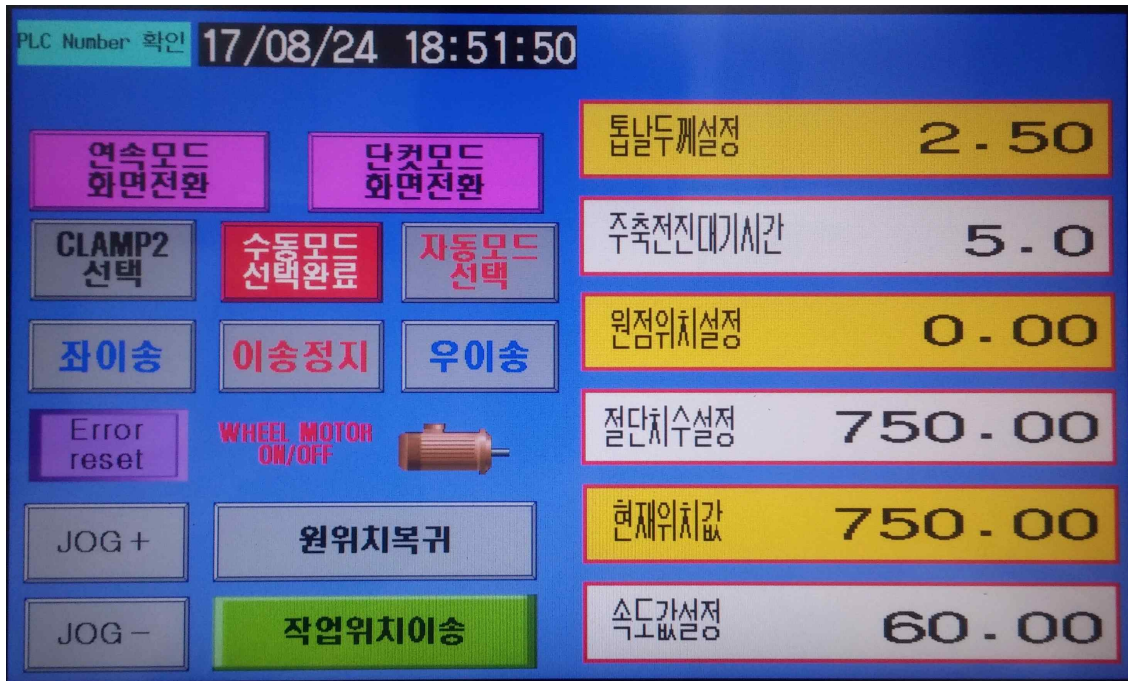 PLC Number 확인 17/08/24 18:51:50
연속모드
화면전환
단컷모드
화면전환
CLAMP2
선택
수동모드
선택완료
자동모드
선택
좌이송
이송정지
우이송
Error
reset
WHEEL MOTOR
ON/OFF
JOG+
원위치복귀
JOG-
작업위치이송
톱날두께설정 2.50
주축전진대기시간 5.0
원점위치설정 0.00
절단치수설정 750.00
현재위치값 750.00
속도값설정 60.00